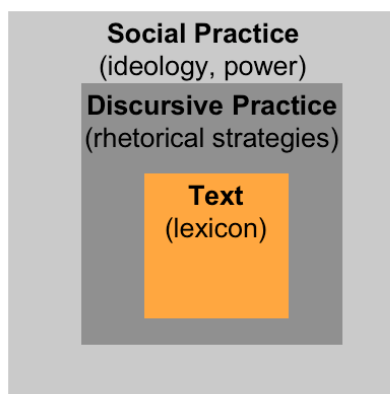 Social Practice
(ideology, power)
Discursive Practice
(rhetorical strategies)
Text
(lexicon)